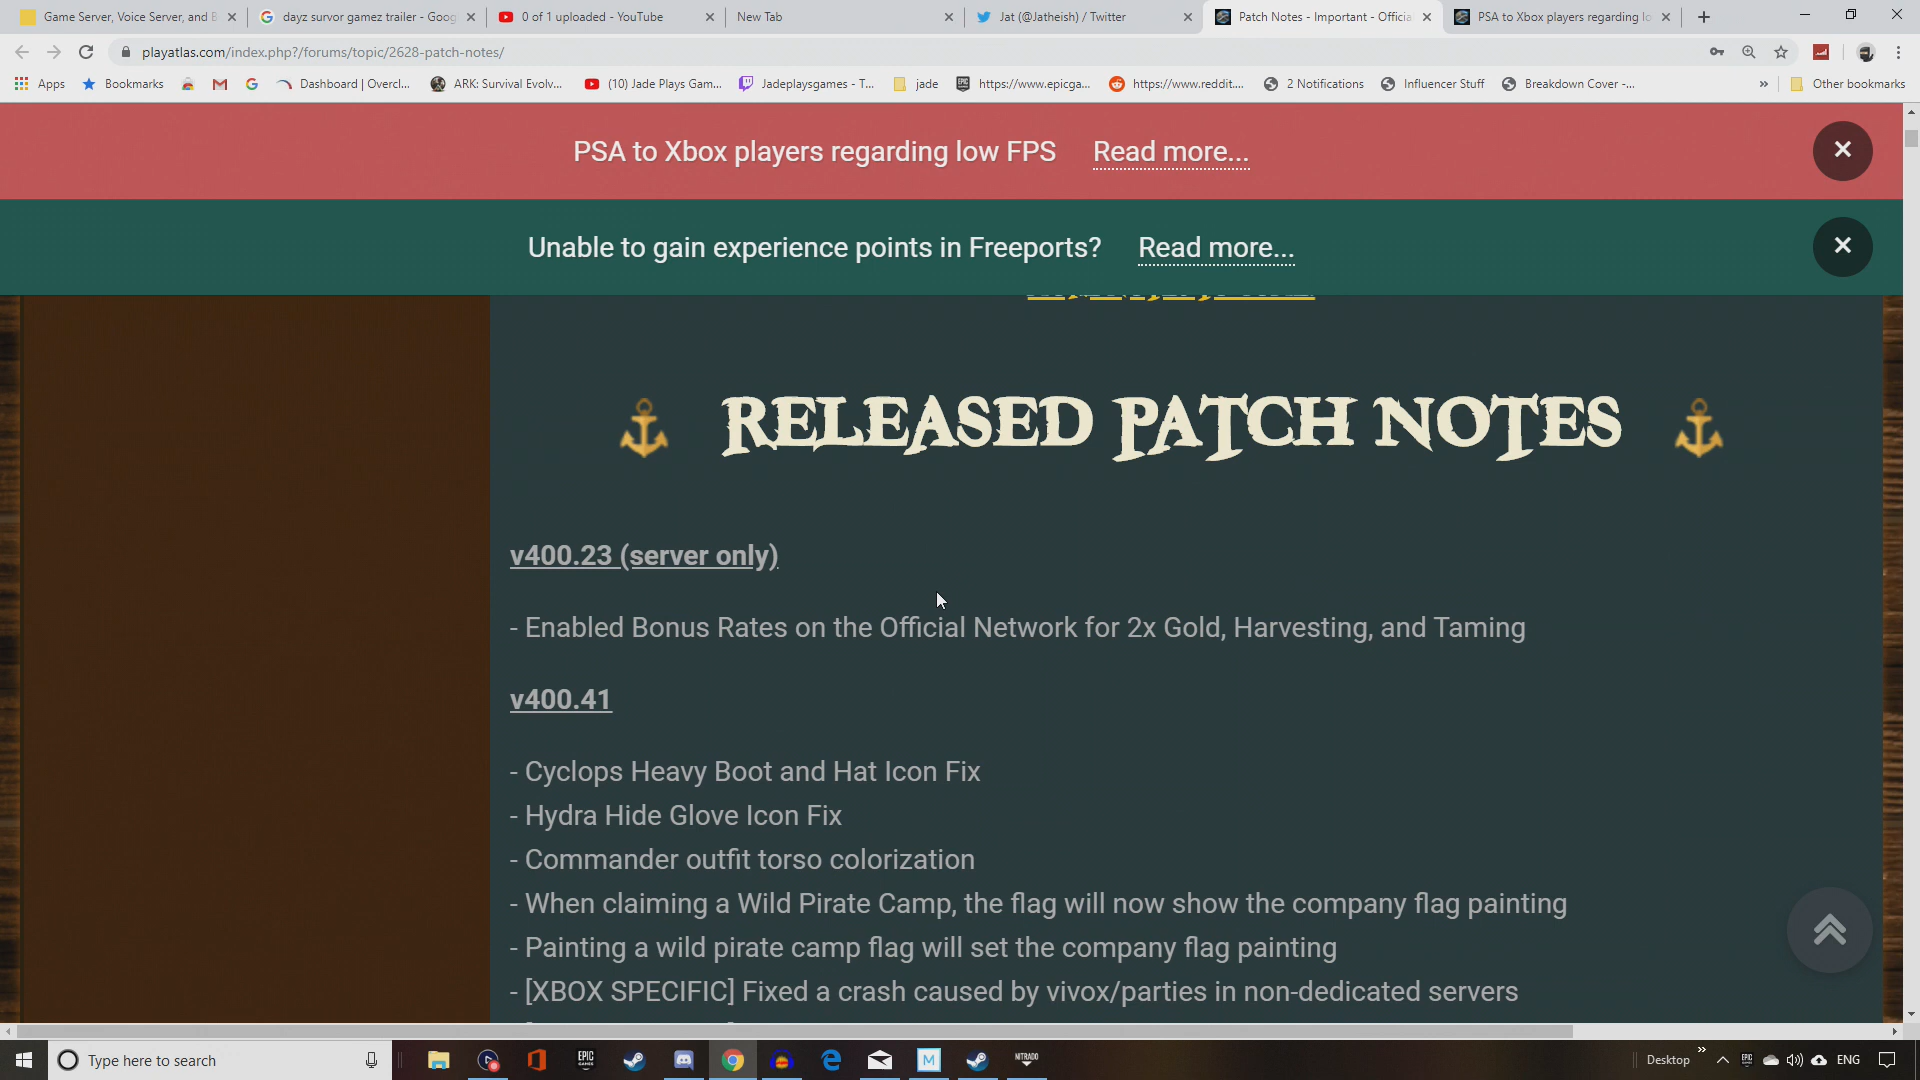 Game Server, Voice Server, and B
dayz survor gamez trailer - Goog
0 of 1 uploaded - YouTube
New Tab
Jat (@Jatheish) / Twitter
Patch Notes - Important - Officia
PSA to Xbox players regarding lo
playatlas.com/index.php?/forums/topic/2628-patch-notes/
Apps
Bookmarks
Dashboard | Overcl...
ARK: Survival Evolv...
(10) Jade Plays Gam...
Jadeplaysgames - T...
jade
https://www.epicga...
https://www.reddit....
2 Notifications
Influencer Stuff
Breakdown Cover -...
»
Other bookmarks
PSA to Xbox players regarding low FPS Read more...
Unable to gain experience points in Freeports? Read more...
RELEASED PATCH NOTES
v400.23 (server only)
- Enabled Bonus Rates on the Official Network for 2x Gold, Harvesting, and Taming
v400.41
- Cyclops Heavy Boot and Hat Icon Fix
- Hydra Hide Glove Icon Fix
- Commander outfit torso colorization
- When claiming a Wild Pirate Camp, the flag will now show the company flag painting
- Painting a wild pirate camp flag will set the company flag painting
- [XBOX SPECIFIC] Fixed a crash caused by vivox/parties in non-dedicated servers
Type here to search
EPIC GAMES
M
NITRADO
Desktop
»
EPIC
ENG